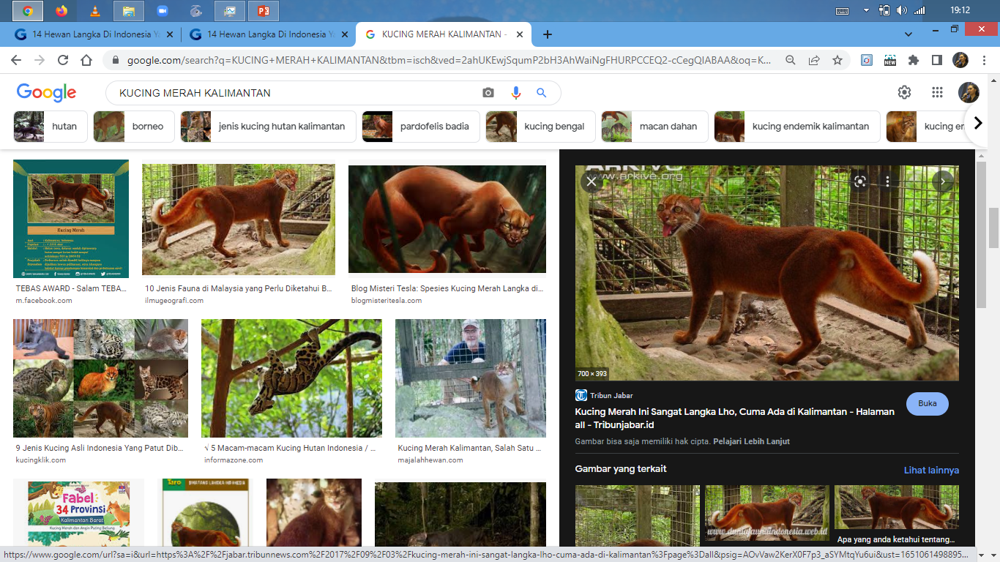 19:12
14 Hewan Langka Di Indonesia Y
14 Hewan Langka Di Indonesia Y
KUCING MERAH KALIMANTAN -
google.com/search?q=KUCING+MERAH+KALIMANTAN&tbm=isch&ved=2ahUKEwjSqumP2bH3AhWaiNgFHURPCCEQ2-cCegQIABAA&oq=K...
NEW
Google
KUCING MERAH KALIMANTAN
hutan
borneo
jenis kucing hutan kalimantan
pardofelis badia
kucing bengal
macan dahan
kucing endemik kalimantan
kucing er
Kucing Merah
TEBAS AWARD - Salam TEBA...
m.facebook.com
10 Jenis Fauna di Malaysia yang Perlu Diketahui B...
ilmugeografi.com
Blog Misteri Tesla: Spesies Kucing Merah Langka di...
blogmisteritesla.com
9 Jenis Kucing Asli Indonesia Yang Patut Dib...
kucingklik.com
√ 5 Macam-macam Kucing Hutan Indonesia / ...
informazone.com
Kucing Merah Kalimantan, Salah Satu ...
majalahhewan.com
Fabel
34 Provinsi
Kalimantan Barat
Kucing Merah dan Angin Puting Beliung
Taro
BINATANG LANGKA INDONESIA
ARKIVE
www.arkive.org
700 × 393
Tribun Jabar
Kucing Merah Ini Sangat Langka Lho, Cuma Ada di Kalimantan - Halaman
all - Tribunjabar.id
Buka
Gambar bisa saja memiliki hak cipta. Pelajari Lebih Lanjut
Gambar yang terkait
Lihat lainnya
www.duniafaunaindonesia.web.id
Apa yang anda ketahui tentang...
https://www.google.com/url?sa=i&url=https%3A%2F%2Fjabar.tribunnews.com%2F2017%2F09%2F03%2Fkucing-merah-ini-sangat-langka-lho-cuma-ada-di-kalimantan%3Fpage%3Dall&psig=AOvVaw2KerX0F7p3_aSYMtqYu6ui&ust=1651061498895...